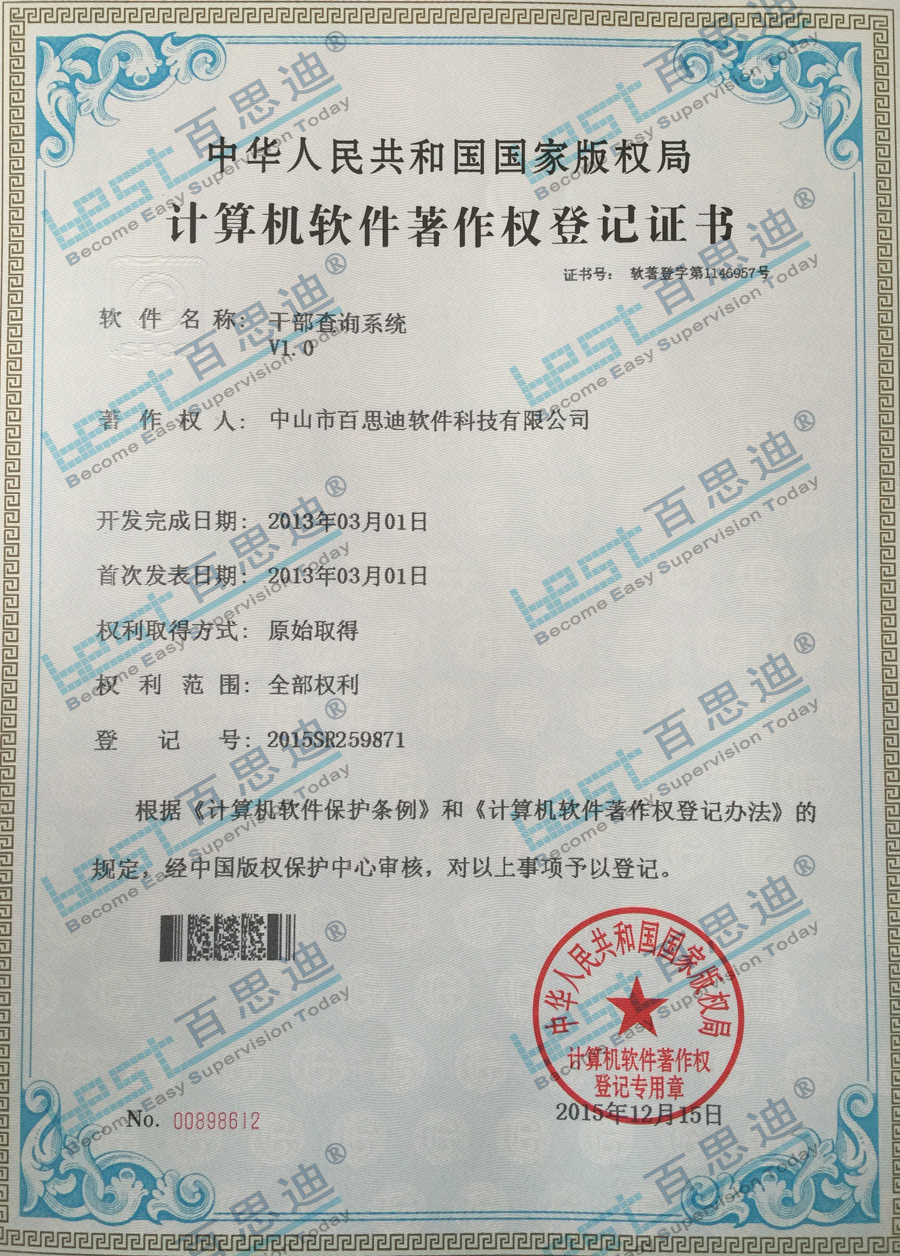 中华人民共和国国家版权局
计算机软件著作权登记证书
证书号： 软著登字第1146957号
软件名称： 干部查询系统
V1.0
著作权人： 中山市百思迪软件科技有限公司
开发完成日期： 2013年03月01日
首次发表日期： 2013年03月01日
权利取得方式： 原始取得
权利范围： 全部权利
登记号： 2015SR259871
根据《计算机软件保护条例》和《计算机软件著作权登记办法》的
规定，经中国版权保护中心审核，对以上事项予以登记。
中华人民共和国国家版权局
计算机软件著作权
登记专用章
2015年12月15日
No. 00898612
Best百思迪®
Become Easy Supervision Today